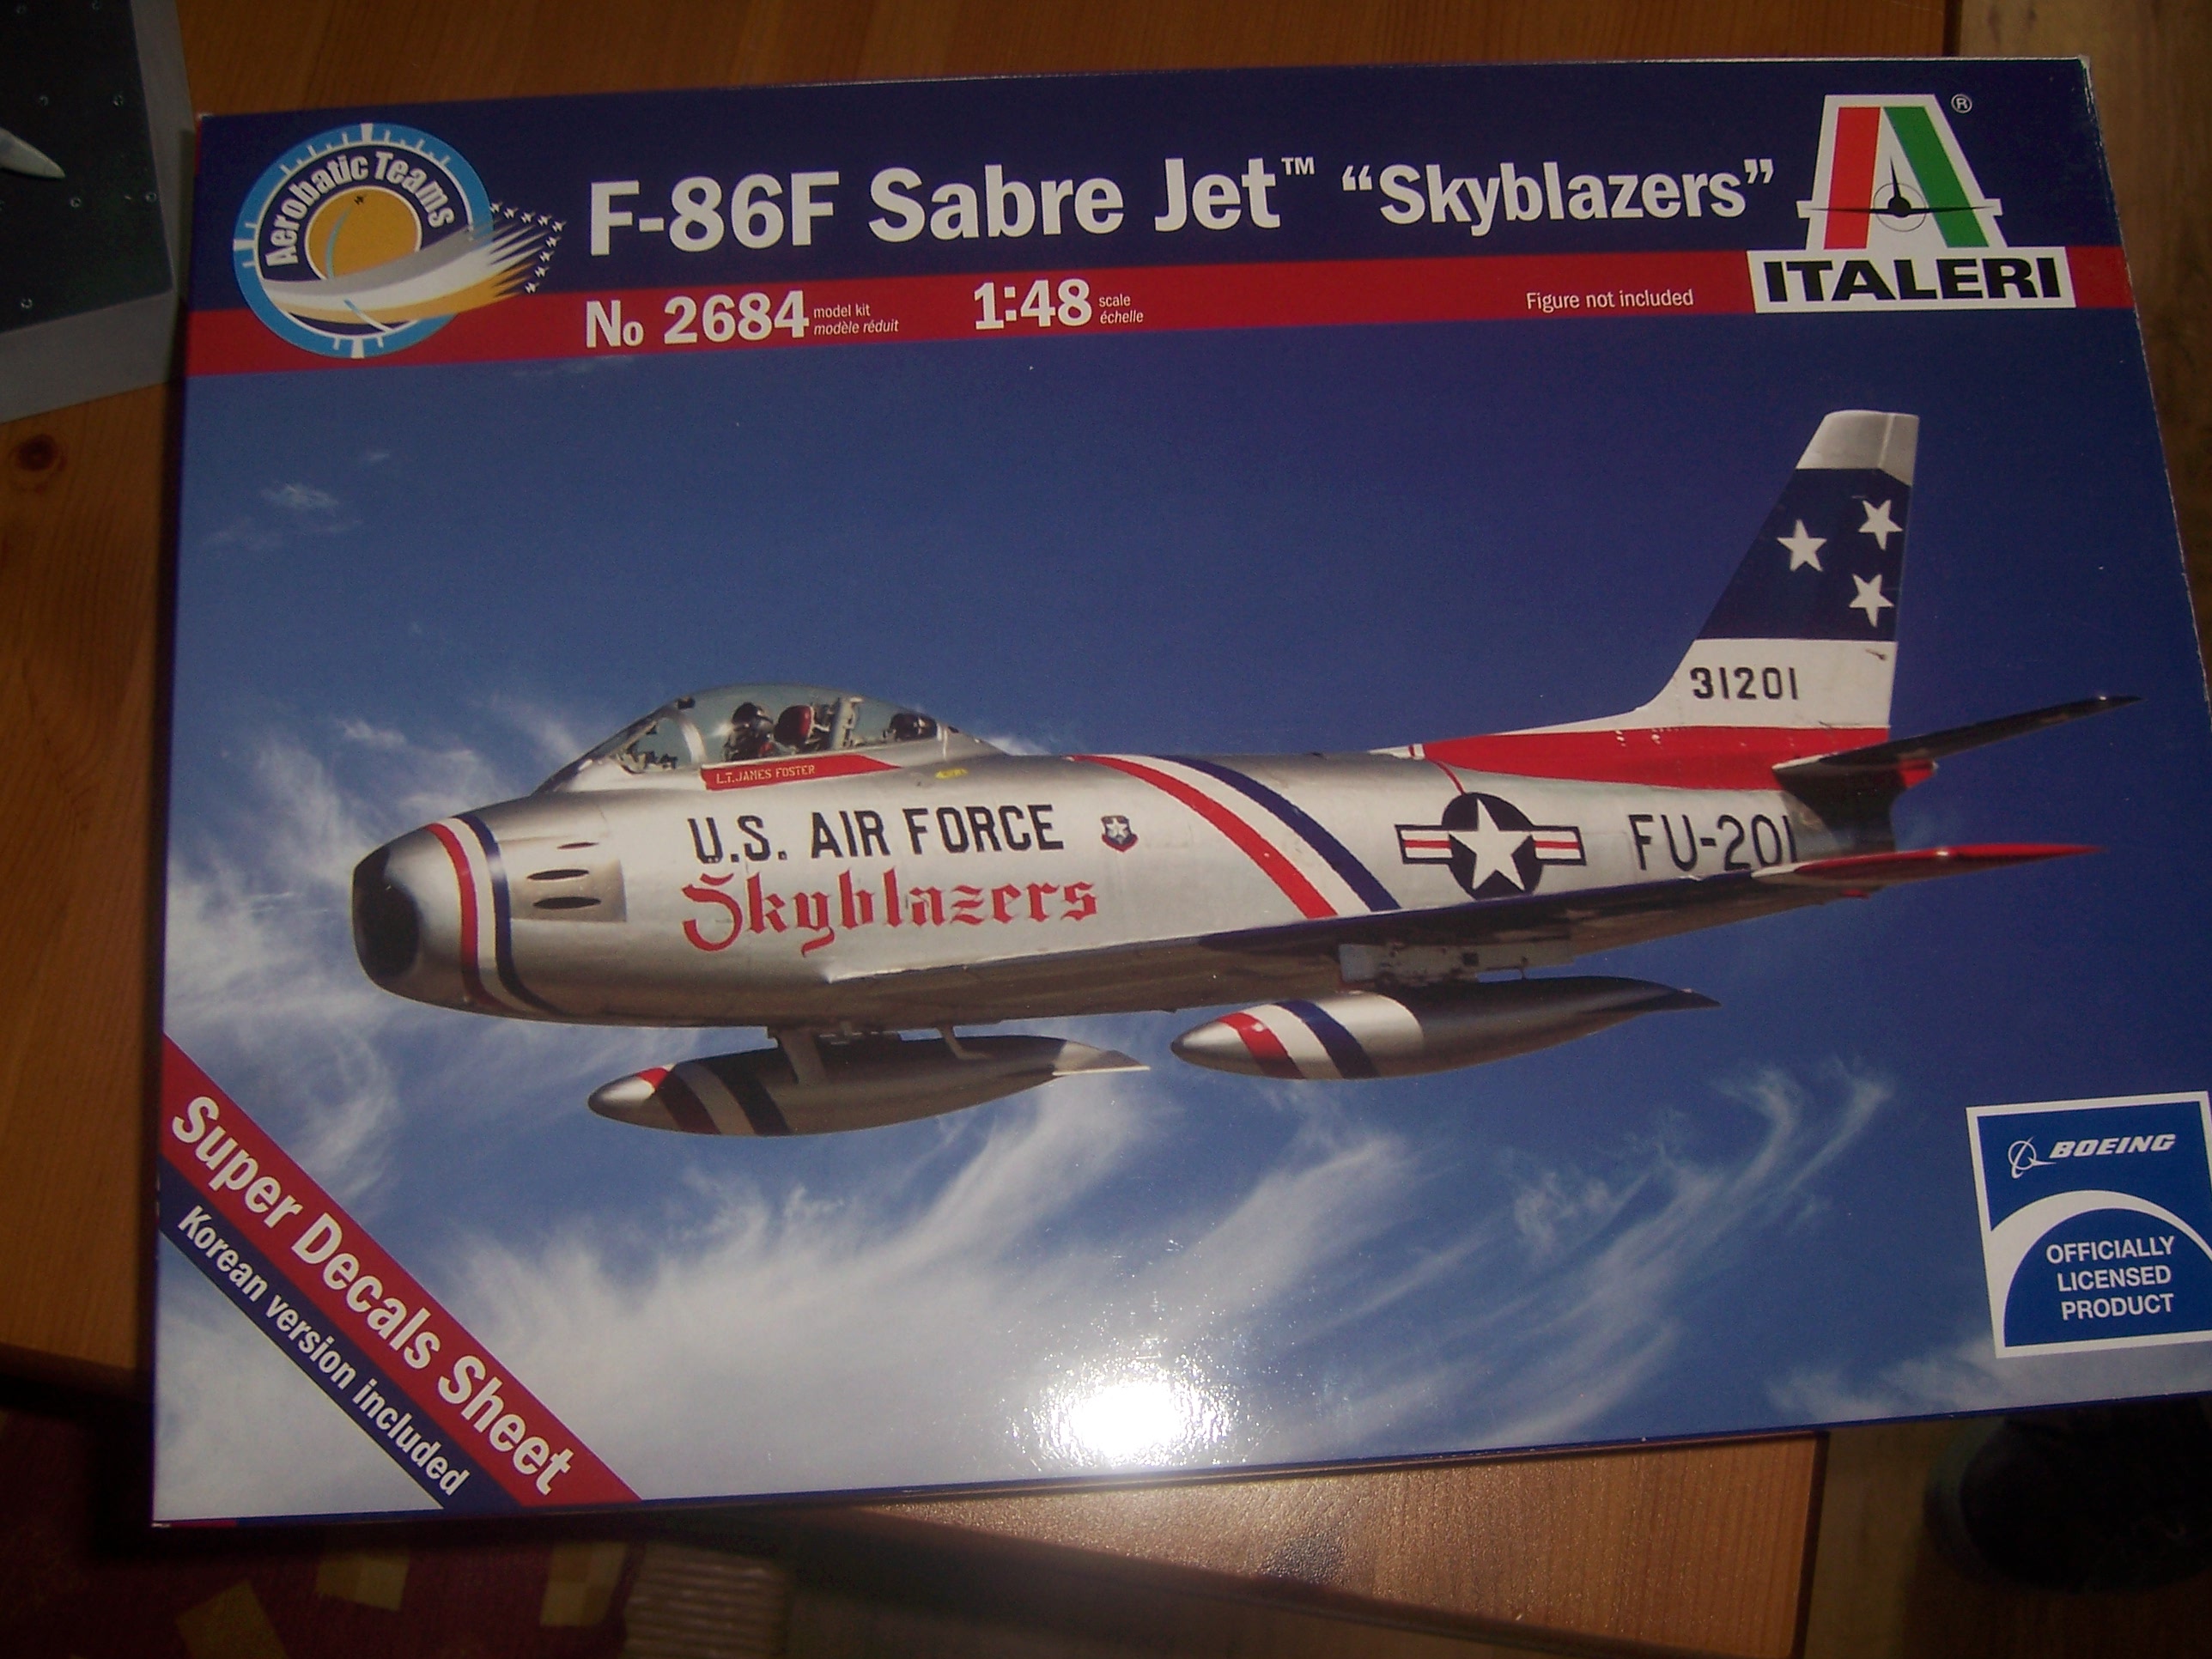 Aerobatic Teams
F-86F Sabre Jet™ “Skyblazers”
®
ITALERI
No 2684 model kit
modèle réduit
1:48 scale
échelle
Figure not included
31201
L.T. JAMES FOSTER
U.S. AIR FORCE
Skyblazers
FU-201
BOEING
OFFICIALLY
LICENSED
PRODUCT
Super Decals Sheet
Korean version included